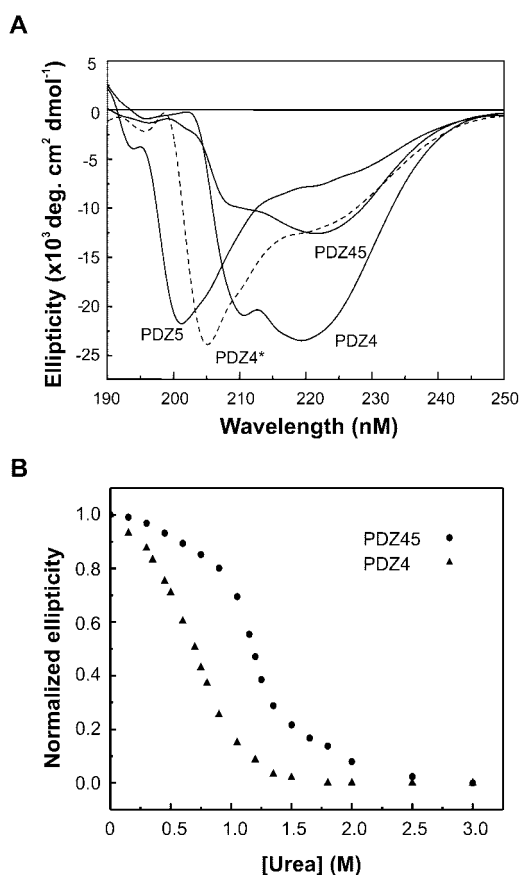 A
Ellipticity (x10³ deg. cm² dmol⁻¹)
5
0
-5
-10
-15
-20
-25
PDZ45
PDZ5
PDZ4*
PDZ4
190 200 210 220 230 240 250
Wavelength (nM)
B
Normalized ellipticity
1.0
0.8
0.6
0.4
0.2
0.0
PDZ45
PDZ4
0 0.5 1.0 1.5 2.0 2.5 3.0
[Urea] (M)